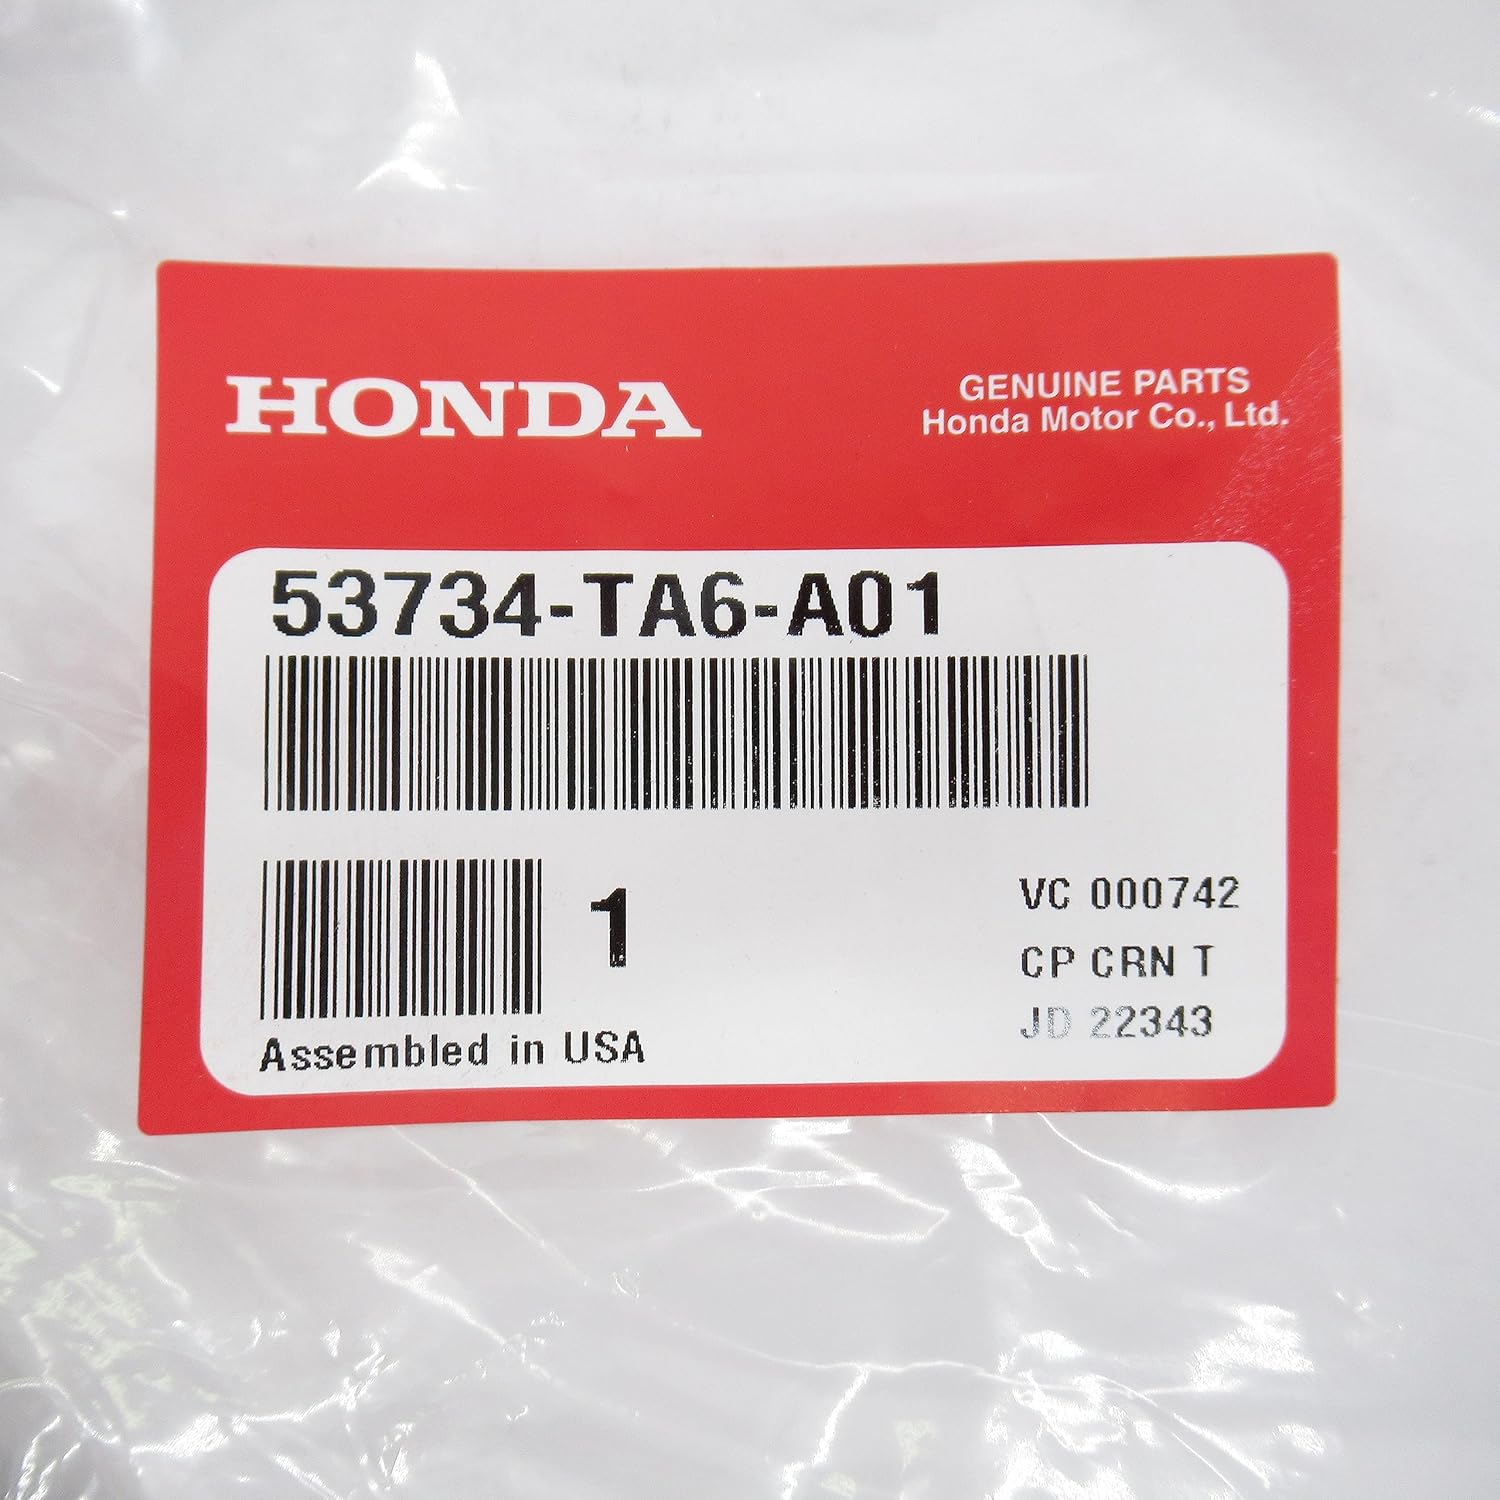 HONDA
GENUINE PARTS
Honda Motor Co., Ltd.
53734-TA6-A01
1
VC 000742
CP CRN T
JD 22343
Assembled in USA